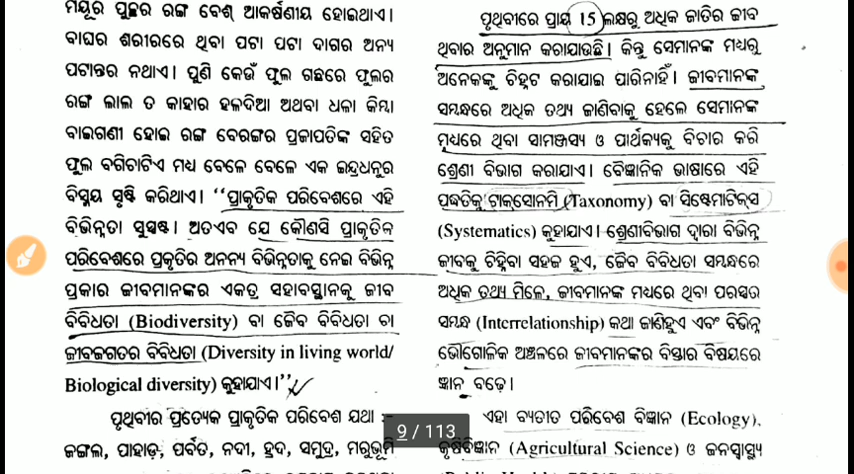 ମୟୂର ପୁଚ୍ଛର ରଙ୍ଗ ବେଶ୍ ଆକର୍ଷଣୀୟ ହୋଇଥାଏ।
ବାଘର ଶରୀରରେ ଥିବା ପଟା ପଟା ଦାଗର ଅନ୍ୟ
ପଟାନ୍ତର ନଥାଏ। ପୁଣି କେଉଁ ଫୁଲ ଗଛରେ ଫୁଲର
ରଙ୍ଗ ଲାଲ ତ କାହାର ହଳଦିଆ ଅଥବା ଧଳା କିମ୍ବା
ବାଇଗଣୀ ହୋଇ ରଙ୍ଗ ବେରଙ୍ଗର ପ୍ରଜାପତିଙ୍କ ସହିତ
ଫୁଲ ବଗିଚାଟିଏ ମଧ୍ୟ ବେଳେ ବେଳେ ଏକ ଇନ୍ଦ୍ରଧନୁର
ବିସ୍ମୟ ସୃଷ୍ଟି କରିଥାଏ। ‘‘ପ୍ରାକୃତିକ ପରିବେଶରେ ଏହି
ବିଭିନ୍ନତା ସୁସ୍ପଷ୍ଟ। ଅତଏବ ଯେ କୌଣସି ପ୍ରାକୃତିକ
ପରିବେଶରେ ପ୍ରକୃତିର ଅନନ୍ୟ ବିଭିନ୍ନତାକୁ ନେଇ ବିଭିନ୍ନ
ପ୍ରକାର ଜୀବମାନଙ୍କର ଏକତ୍ର ସହାବସ୍ଥାନକୁ ଜୀବ
ବିବିଧତା (Biodiversity) ବା ଜୈବ ବିବିଧତା ବା
ଜୀବଜଗତର ବିବିଧତା (Diversity in living world/
Biological diversity) କୁହାଯାଏ।’’
ପୃଥିବୀର ପ୍ରତ୍ୟେକ ପ୍ରାକୃତିକ ପରିବେଶ ଯଥା :-
ଜଙ୍ଗଲ, ପାହାଡ଼, ପର୍ବତ, ନଦୀ, ହ୍ରଦ, ସମୁଦ୍ର, ମରୁଭୂମି
ପୃଥିବୀରେ ପ୍ରାୟ 15 ଲକ୍ଷରୁ ଅଧିକ ଜାତିର ଜୀବ
ଥିବାର ଅନୁମାନ କରାଯାଉଛି। କିନ୍ତୁ ସେମାନଙ୍କ ମଧ୍ୟରୁ
ଅନେକଙ୍କୁ ଚିହ୍ନଟ କରାଯାଇ ପାରିନାହିଁ। ଜୀବମାନଙ୍କ
ସମ୍ବନ୍ଧରେ ଅଧିକ ତଥ୍ୟ ଜାଣିବାକୁ ହେଲେ ସେମାନଙ୍କ
ମଧ୍ୟରେ ଥିବା ସାମଞ୍ଜସ୍ୟ ଓ ପାର୍ଥକ୍ୟକୁ ବିଚାର କରି
ଶ୍ରେଣୀ ବିଭାଗ କରାଯାଏ। ବୈଜ୍ଞାନିକ ଭାଷାରେ ଏହି
ପଦ୍ଧତିକୁ ଟାକ୍ସୋନମି (Taxonomy) ବା ସିଷ୍ଟେମାଟିକ୍ସ
(Systematics) କୁହାଯାଏ। ଶ୍ରେଣୀବିଭାଗ ଦ୍ଵାରା ବିଭିନ୍ନ
ଜୀବକୁ ଚିହ୍ନିବା ସହଜ ହୁଏ, ଜୈବ ବିବିଧତା ସମ୍ବନ୍ଧରେ
ଅଧିକ ତଥ୍ୟ ମିଳେ, ଜୀବମାନଙ୍କ ମଧ୍ୟରେ ଥିବା ପରସ୍ପର
ସମ୍ବନ୍ଧ (Interrelationship) କଥା ଜାଣିହୁଏ ଏବଂ ବିଭିନ୍ନ
ଭୌଗୋଳିକ ଅଞ୍ଚଳରେ ଜୀବମାନଙ୍କର ବିସ୍ତାର ବିଷୟରେ
ଜ୍ଞାନ ବଢ଼େ।
ଏହା ବ୍ୟତୀତ ପରିବେଶ ବିଜ୍ଞାନ (Ecology),
କୃଷିବିଜ୍ଞାନ (Agricultural Science) ଓ ଜନସ୍ୱାସ୍ଥ୍ୟ
9 / 113